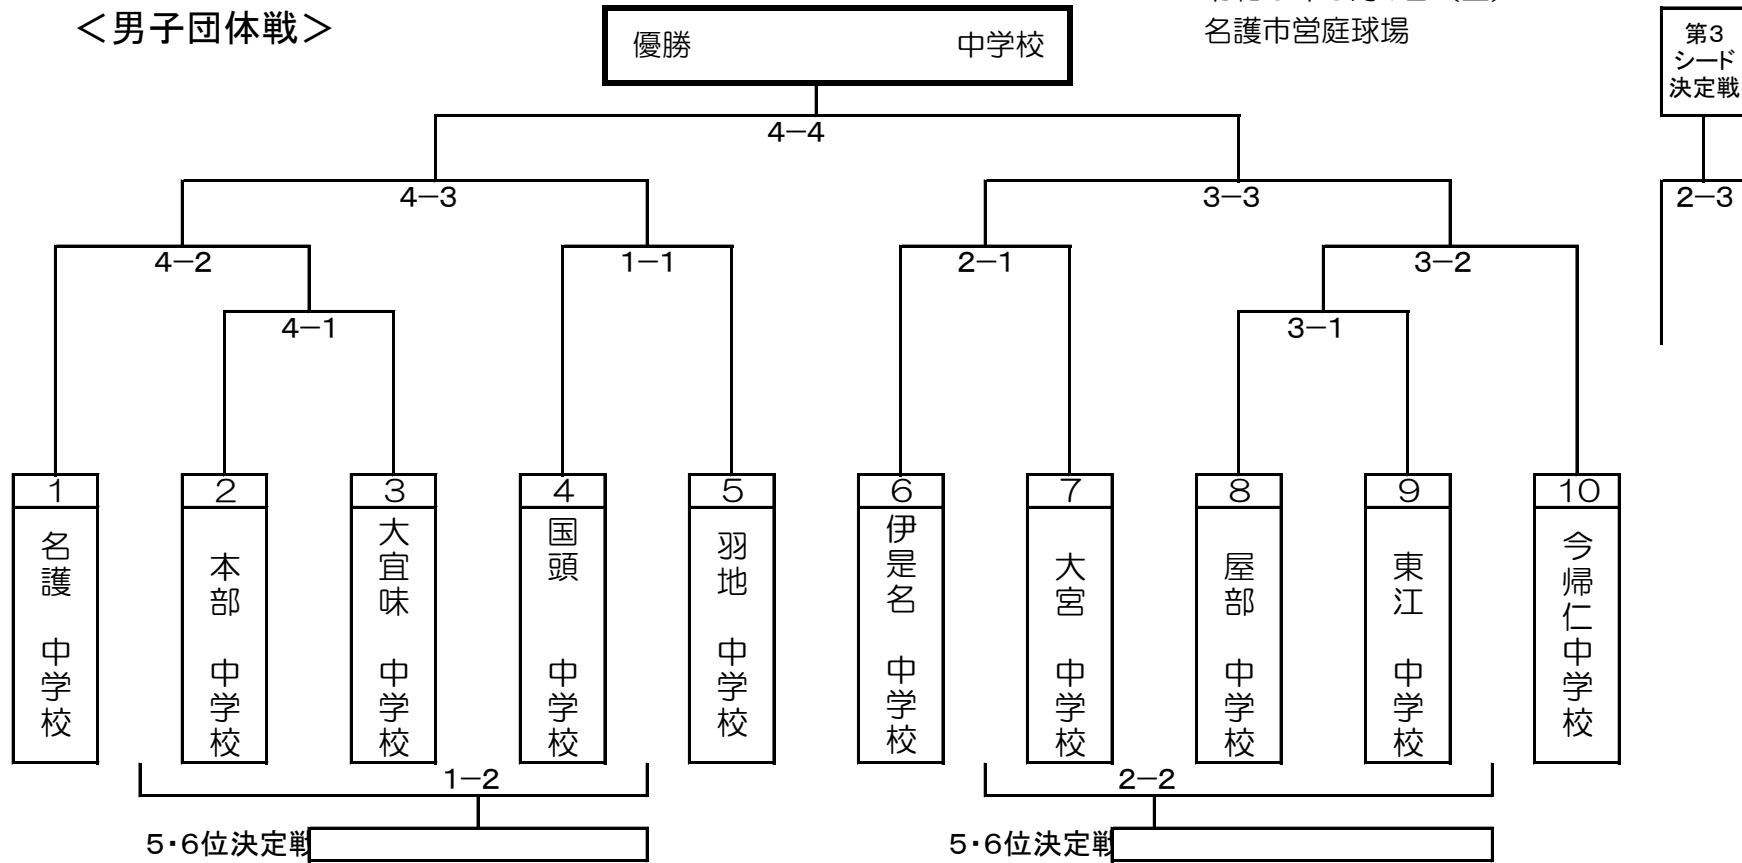 ＜男子団体戦＞
名護市営庭球場
優勝 中学校
第3
シード
決定戦
4－4
4－3
3－3
2－3
4－2
1－1
2－1
3－2
4－1
3－1
1
2
3
4
5
6
7
8
9
10
名護 中学校
本部 中学校
大宜味 中学校
国頭 中学校
羽地 中学校
伊是名 中学校
大宮 中学校
屋部 中学校
東江 中学校
今帰仁中学校
1－2
2－2
5・6位決定戦
5・6位決定戦